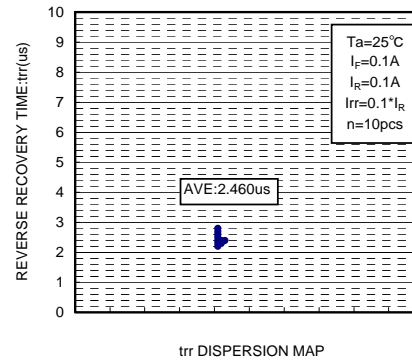 REVERSE RECOVERY TIME:trr(us)
10
9
8
7
6
5
4
3
2
1
0
Ta=25°C
IF=0.1A
IR=0.1A
Irr=0.1*IR
n=10pcs
AVE:2.460us
trr DISPERSION MAP